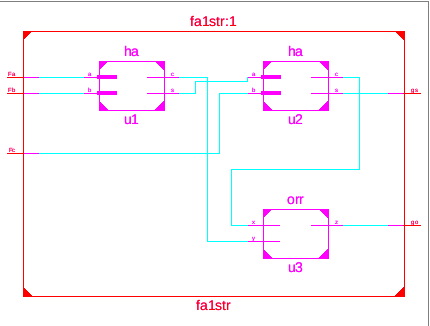 fa1str:1
ha ha
Fa a c a c
Fb b s b s gs
u1 u2
Fc
orr
x z go
y
u3
fa1str